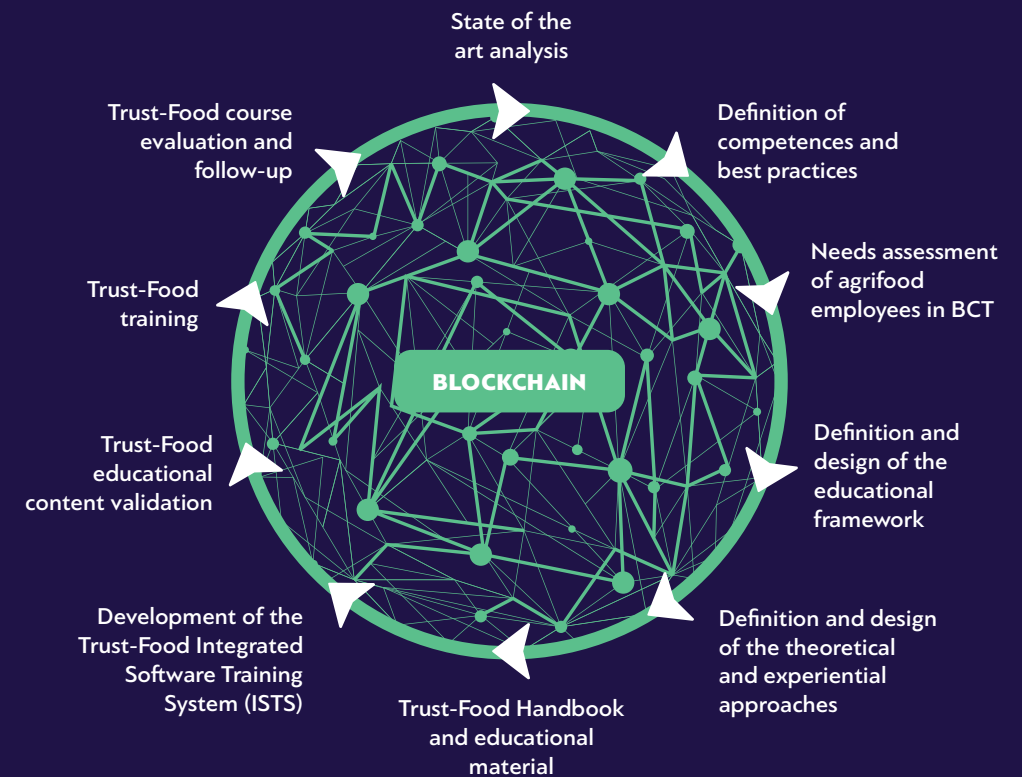 State of the
art analysis
Definition of
competences and
best practices
Needs assessment
of agrifood
employees in BCT
Definition and
design of the
educational
framework
Definition and design
of the theoretical
and experiential
approaches
Trust-Food Handbook
and educational
material
Development of the
Trust-Food Integrated
Software Training
System (ISTS)
Trust-Food
educational
content validation
Trust-Food
training
Trust-Food course
evaluation and
follow-up
BLOCKCHAIN